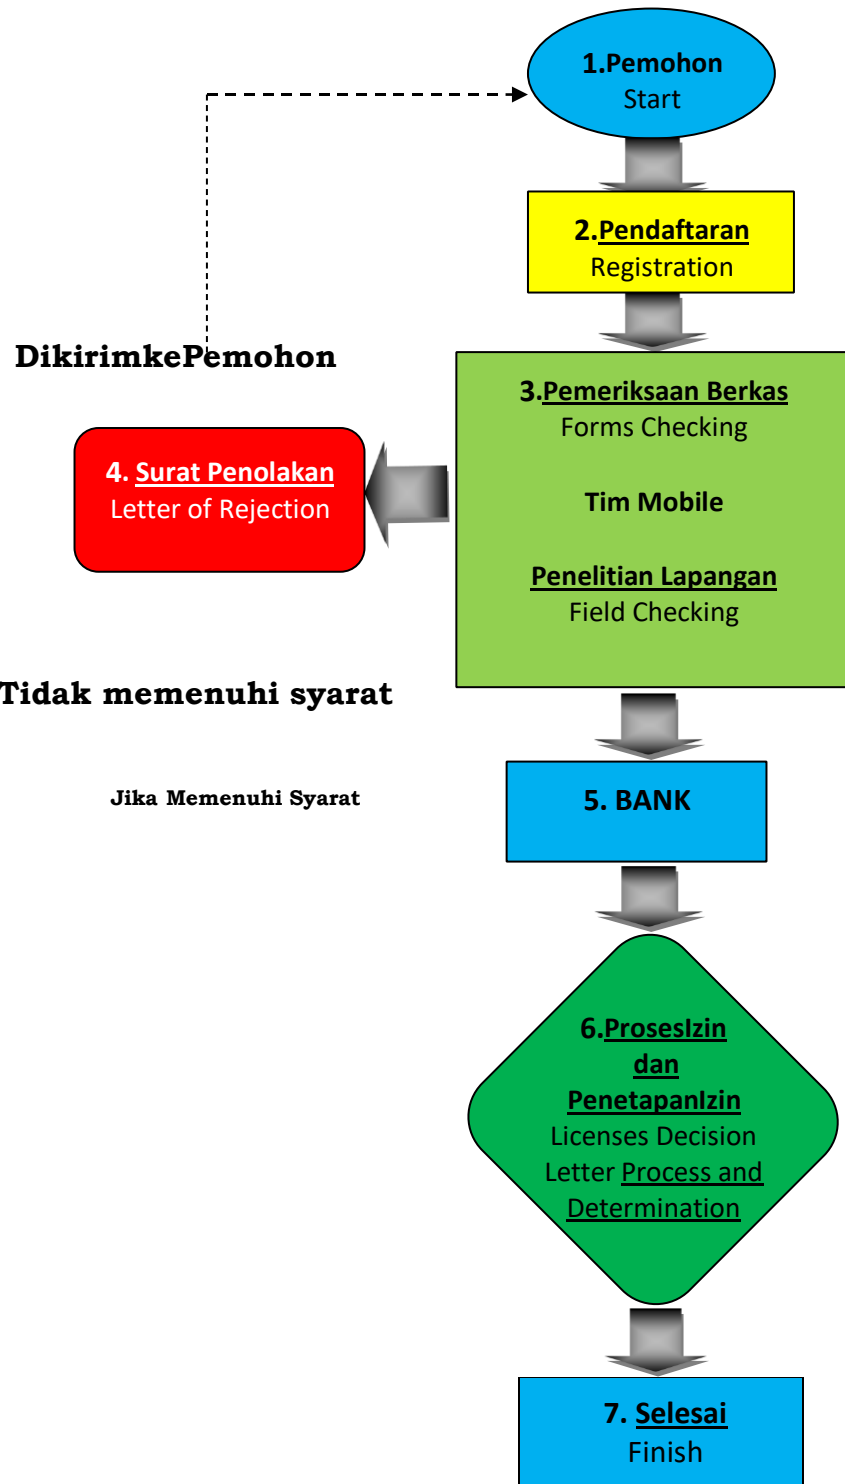 1.Pemohon
Start
2.Pendaftaran
Registration
DikirimkePemohon
3.Pemeriksaan Berkas
Forms Checking
Tim Mobile
Penelitian Lapangan
Field Checking
4. Surat Penolakan
Letter of Rejection
Tidak memenuhi syarat
Jika Memenuhi Syarat
5. BANK
6.ProsesIzin
dan
PenetapanIzin
Licenses Decision
Letter Process and
Determination
7. Selesai
Finish